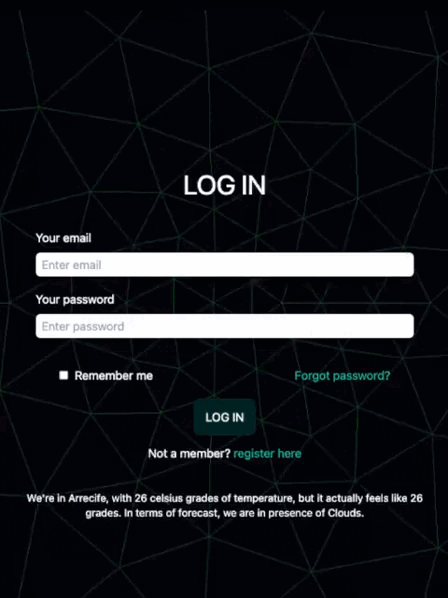 LOG IN
Your email
Enter email
Your password
Enter password
Remember me Forgot password?
LOG IN
Not a member? register here
We're in Arrecife, with 26 celsius grades of temperature, but it actually feels like 26
grades. In terms of forecast, we are in presence of Clouds.